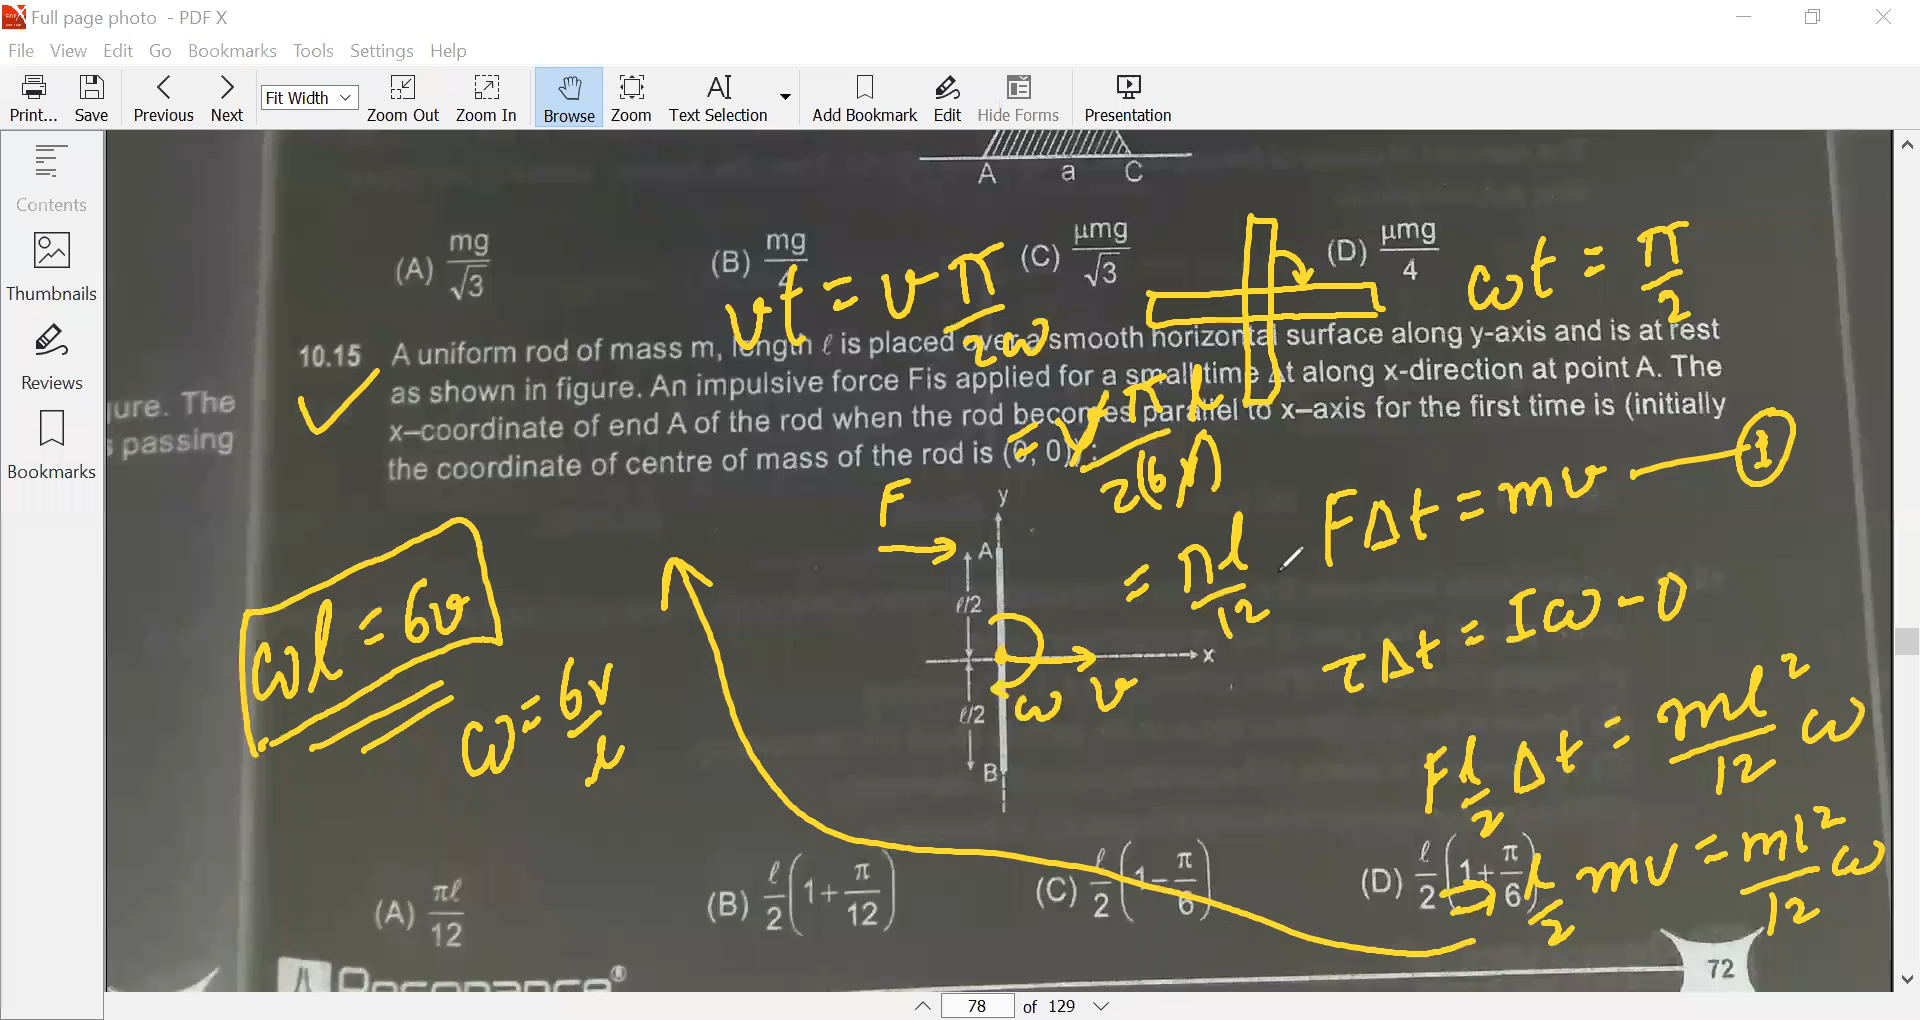 Full page photo - PDF X
File View Edit Go Bookmarks Tools Settings Help
Print... Save Previous Next Fit Width Zoom Out Zoom In Browse Zoom Text Selection Add Bookmark Edit Hide Forms Presentation
Contents
Thumbnails
Reviews
Bookmarks
A a C
(A) mg/√3 (B) mg/4 (C) μmg/√3 (D) μmg/4
vt = v π/2ω
ωt = π/2
10.15 A uniform rod of mass m, length ℓ is placed over a smooth horizontal surface along y-axis and is at rest
as shown in figure. An impulsive force F is applied for a small time Δt along x-direction at point A. The
x–coordinate of end A of the rod when the rod becomes parallel to x–axis for the first time is (initially
the coordinate of centre of mass of the rod is (0, 0)) :
ure. The
passing
= v π l/2(6v)
= πl/12
F
y
A
ℓ/2
x
ℓ/2
B
ω v
FΔt = mv — 1
τΔt = Iω - 0
F l/2 Δt = ml²/12 ω
l/2 mv = ml²/12 ω
ωl = 6v
ω = 6v/l
(A) πℓ/12 (B) ℓ/2(1+π/12) (C) ℓ/2(1−π/6) (D) ℓ/2(1+π/6)
Resonance®
72
78 of 129